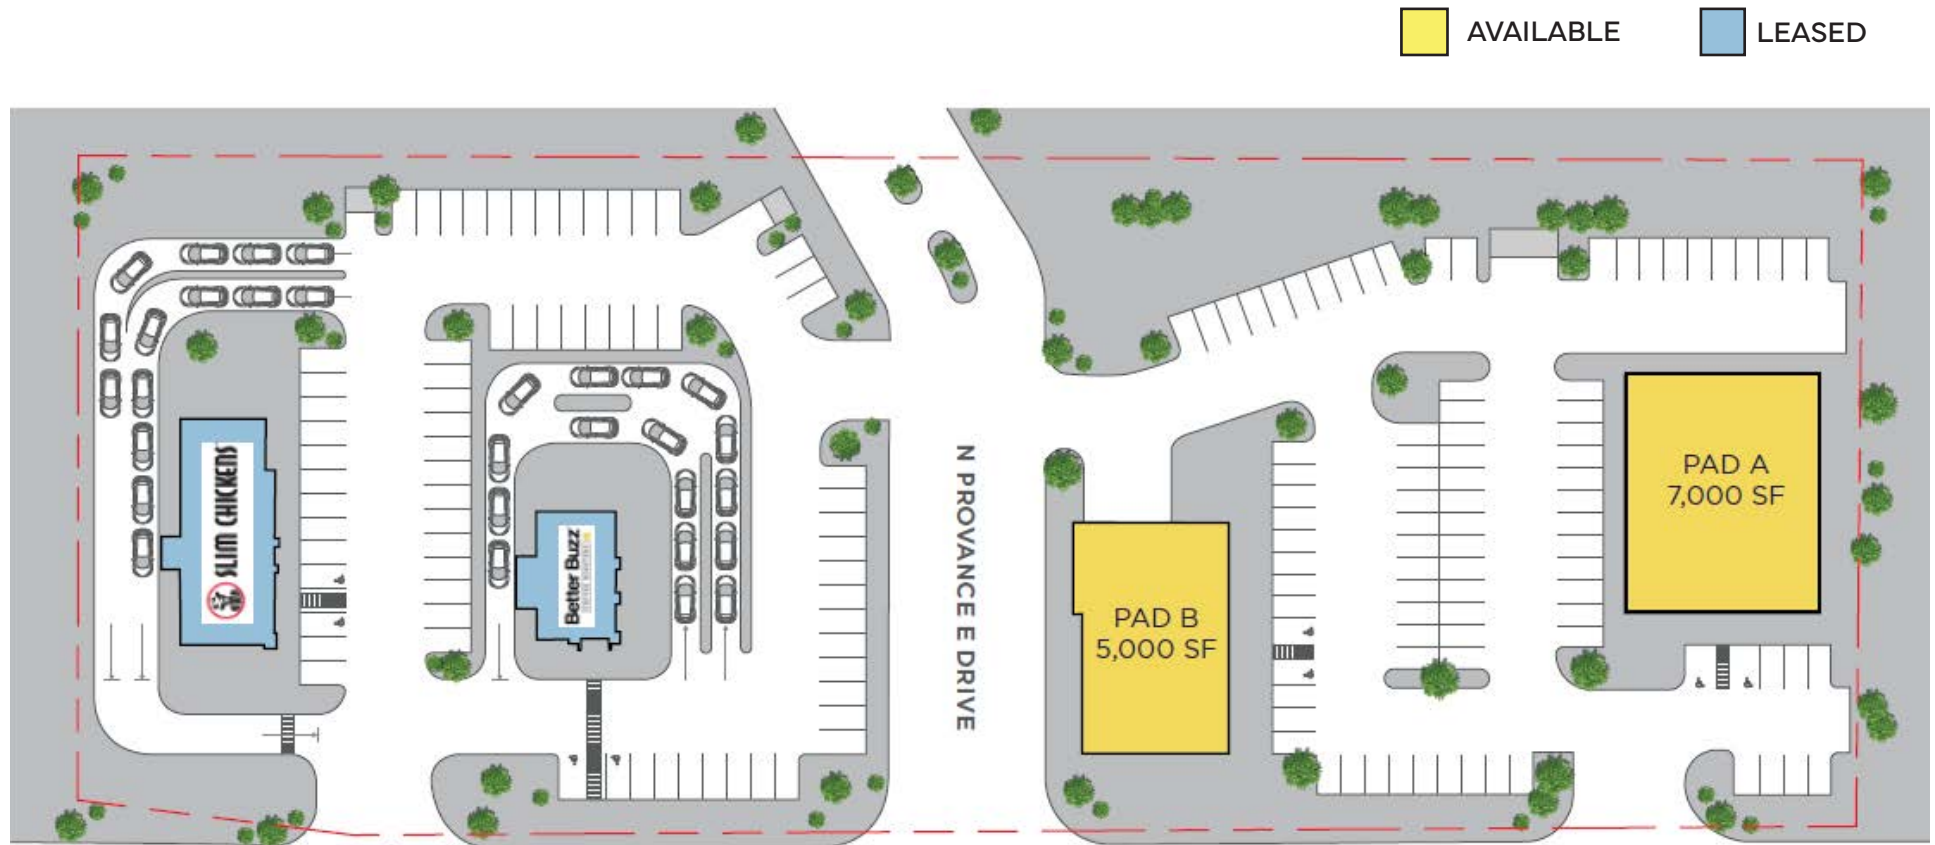 AVAILABLE
LEASED
SLIM CHICKENS
Better Buzz
N PROVANCE E DRIVE
PAD B
5,000 SF
PAD A
7,000 SF